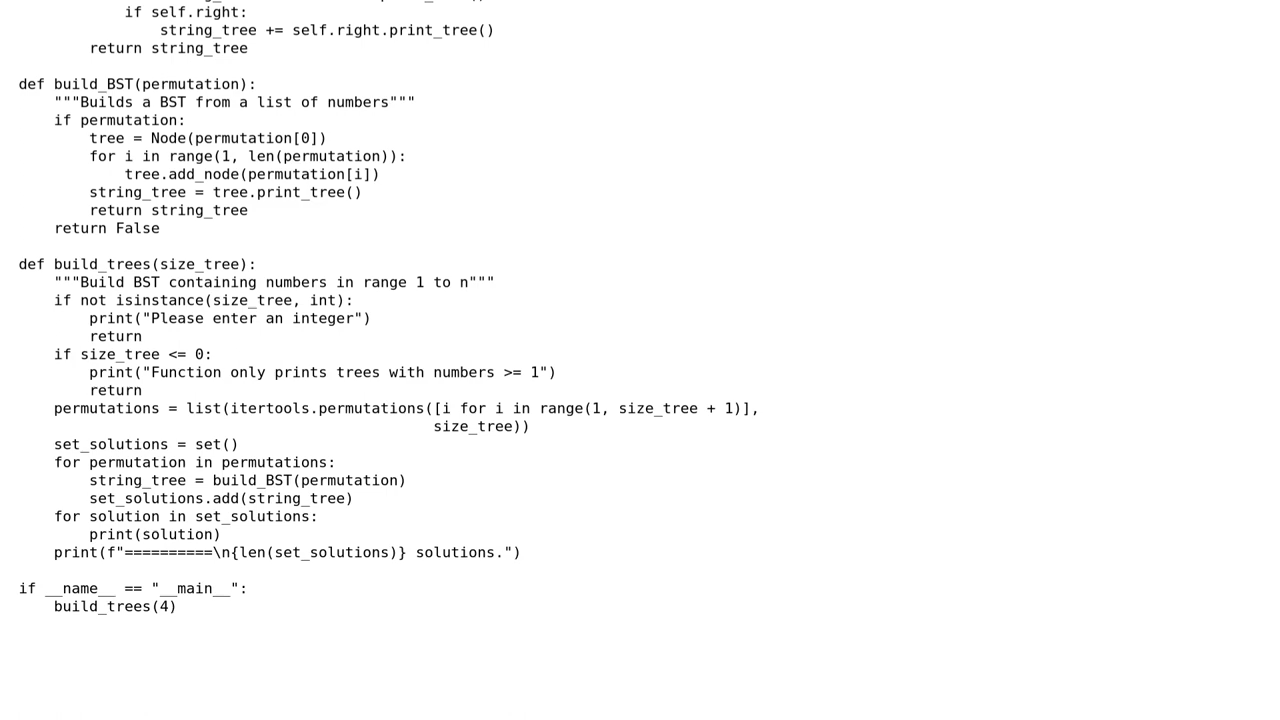 if self.right:
string_tree += self.right.print_tree()
return string_tree
def build_BST(permutation):
"""Builds a BST from a list of numbers"""
if permutation:
tree = Node(permutation[0])
for i in range(1, len(permutation)):
tree.add_node(permutation[i])
string_tree = tree.print_tree()
return string_tree
return False
def build_trees(size_tree):
"""Build BST containing numbers in range 1 to n"""
if not isinstance(size_tree, int):
print("Please enter an integer")
return
if size_tree <= 0:
print("Function only prints trees with numbers >= 1")
return
permutations = list(itertools.permutations([i for i in range(1, size_tree + 1)],
size_tree))
set_solutions = set()
for permutation in permutations:
string_tree = build_BST(permutation)
set_solutions.add(string_tree)
for solution in set_solutions:
print(solution)
print(f"==========\n{len(set_solutions)} solutions.")
if __name__ == "__main__":
build_trees(4)